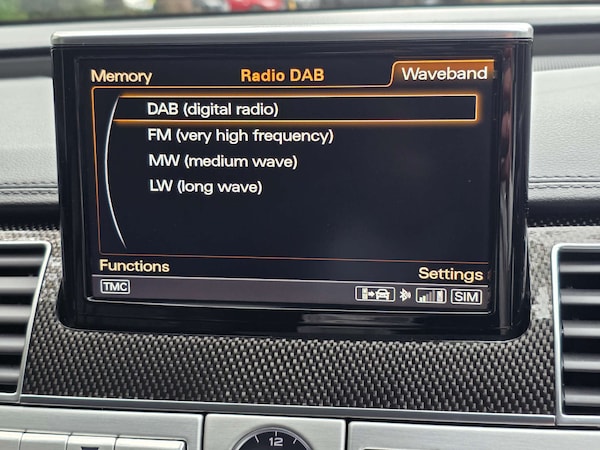 Memory Radio DAB Waveband
DAB (digital radio)
FM (very high frequency)
MW (medium wave)
LW (long wave)
Functions Settings
TMC SIM
12